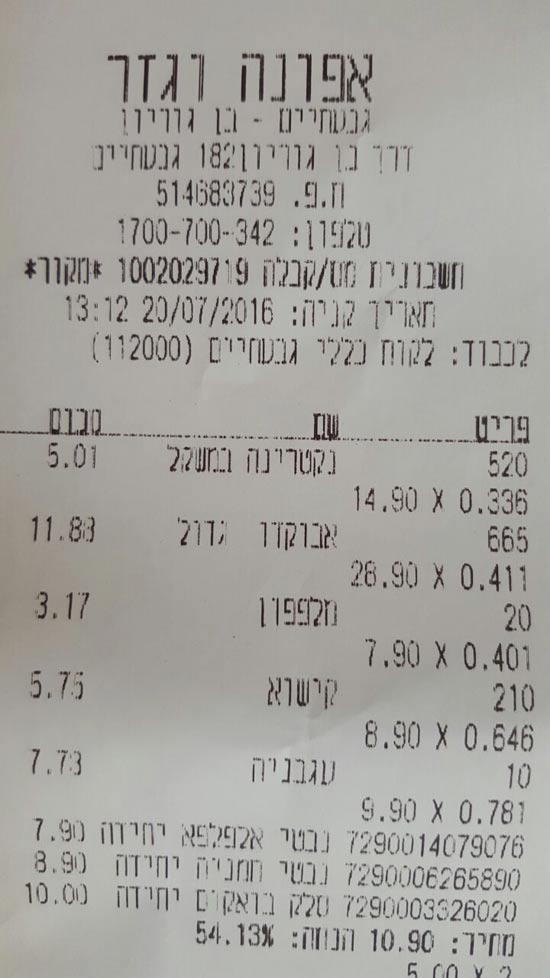 אפונה וגזר
גבעתיים - בן גוריון
דרך בן גוריון 182 גבעתיים
ח.פ. 514683739
טלפון: 1700-700-342
חשבונית מס/קבלה 1002029719 *מקור*
תאריך קניה: 20/07/2016 13:12
לכבוד: לקוח כללי גבעתיים (112000)
פריט שם סכום
520 נקטרינה במשקל 5.01
14.90 X 0.336
665 אבוקדו גדול 11.88
28.90 X 0.411
20 מלפפון 3.17
7.90 X 0.401
210 קישוא 5.75
8.90 X 0.646
10 עגבניה 7.73
9.90 X 0.781
7290014079076 נבטי אלפלפא יחידה 7.90
7290006265890 נבטי חמניה יחידה 8.90
7290003326020 סלק בואקום יחידה 10.00
מחיר: 10.90 הנחה: 54.13%
5.00 X 2